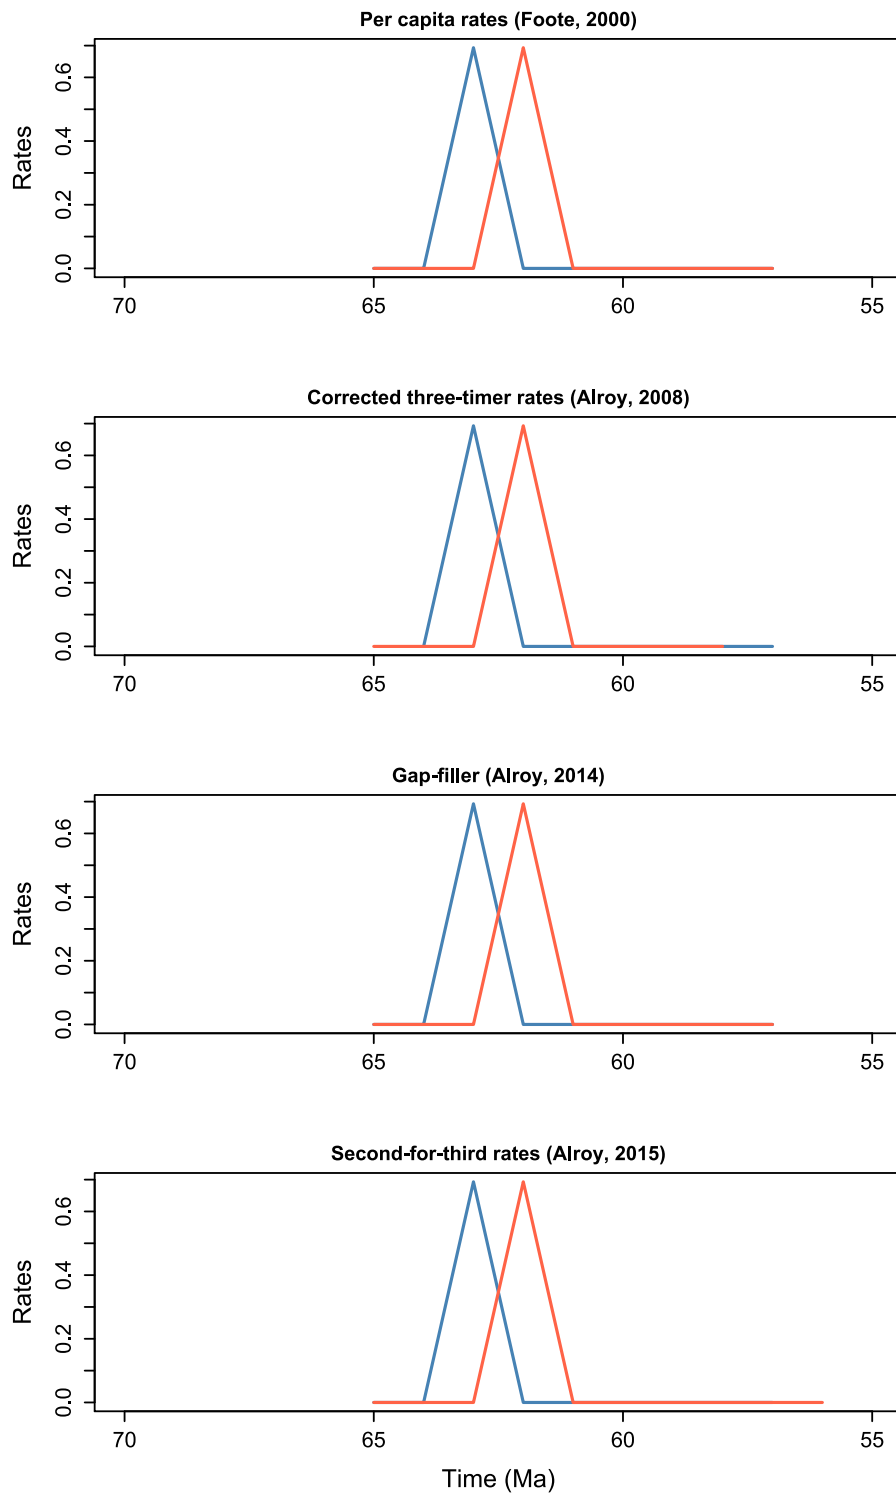 Per capita rates (Foote, 2000)
Rates
0.0 0.2 0.4 0.6
70 65 60 55
Corrected three-timer rates (Alroy, 2008)
Rates
0.0 0.2 0.4 0.6
70 65 60 55
Gap-filler (Alroy, 2014)
Rates
0.0 0.2 0.4 0.6
70 65 60 55
Second-for-third rates (Alroy, 2015)
Rates
0.0 0.2 0.4 0.6
70 65 60 55
Time (Ma)